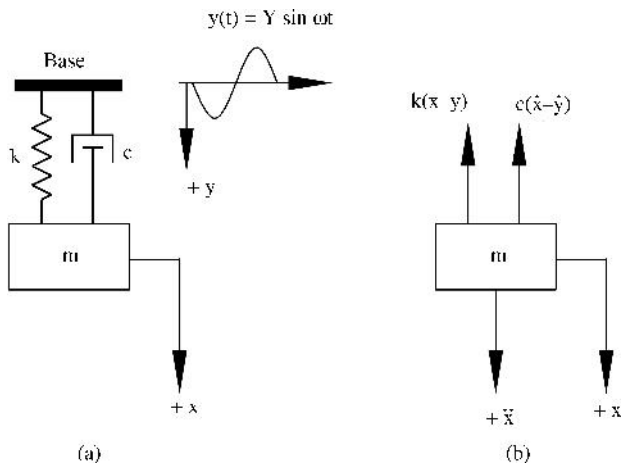 y(t) = Y sin ωt
Base
k
c
+ y
m
+ x
(a)
k(x y)
c(ẋ–ẏ)
m
+ ẍ
+ x
(b)